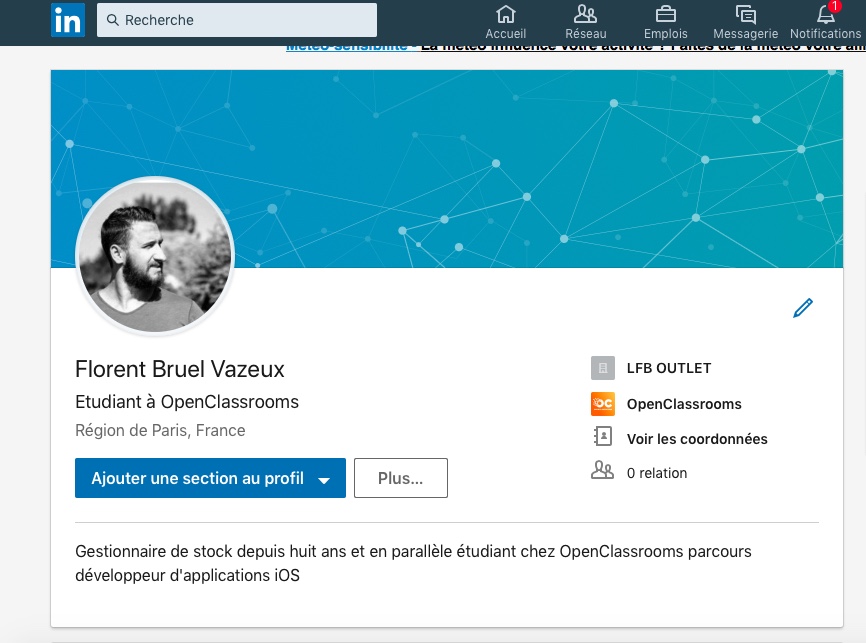 in
Recherche
Accueil
Réseau
Emplois
Messagerie
1
Notifications
Météo-sensibilité - La météo influence votre activité ? Faites de la météo votre
Florent Bruel Vazeux
Etudiant à OpenClassrooms
Région de Paris, France
Ajouter une section au profil
Plus...
LFB OUTLET
OC
OpenClassrooms
Voir les coordonnées
0 relation
Gestionnaire de stock depuis huit ans et en parallèle étudiant chez OpenClassrooms parcours
développeur d'applications iOS